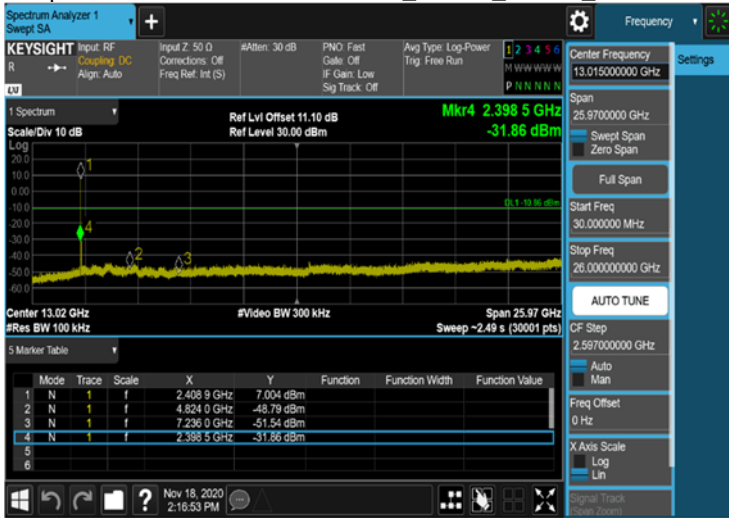 Spectrum Analyzer 1
Swept SA
Frequency
KEYSIGHT
Input: RF
Coupling: DC
Align: Auto
Input Z: 50 Ω
Corrections: Off
Freq Ref: Int (S)
#Atten: 30 dB
PNO: Fast
Gate: Off
IF Gain: Low
Sig Track: Off
Avg Type: Log-Power
Trig: Free Run
1 2 3 4 5 6
M W W W W W
P N N N N N
R
LXI
Center Frequency
13.015000000 GHz
Settings
Span
25.9700000 GHz
Swept Span
Zero Span
Full Span
Start Freq
30.000000 MHz
Stop Freq
26.000000000 GHz
AUTO TUNE
CF Step
2.597000000 GHz
Auto
Man
Freq Offset
0 Hz
X Axis Scale
Log
Lin
Signal Track
(Span Zoom)
1 Spectrum
Scale/Div 10 dB
Ref Lvl Offset 11.10 dB
Ref Level 30.00 dBm
Mkr4 2.398 5 GHz
-31.86 dBm
Log
20.0
10.0
0.00
-10.0
-20.0
-30.0
-40.0
-50.0
-60.0
1
4
2
3
DL1 -10.86 dBm
Center 13.02 GHz
#Res BW 100 kHz
#Video BW 300 kHz
Span 25.97 GHz
Sweep ~2.49 s (30001 pts)
5 Marker Table
Mode Trace Scale X Y Function Function Width Function Value
1 N 1 f 2.408 9 GHz 7.004 dBm
2 N 1 f 4.824 0 GHz -48.79 dBm
3 N 1 f 7.236 0 GHz -51.54 dBm
4 N 1 f 2.398 5 GHz -31.86 dBm
5
6
?
Nov 18, 2020
2:16:53 PM